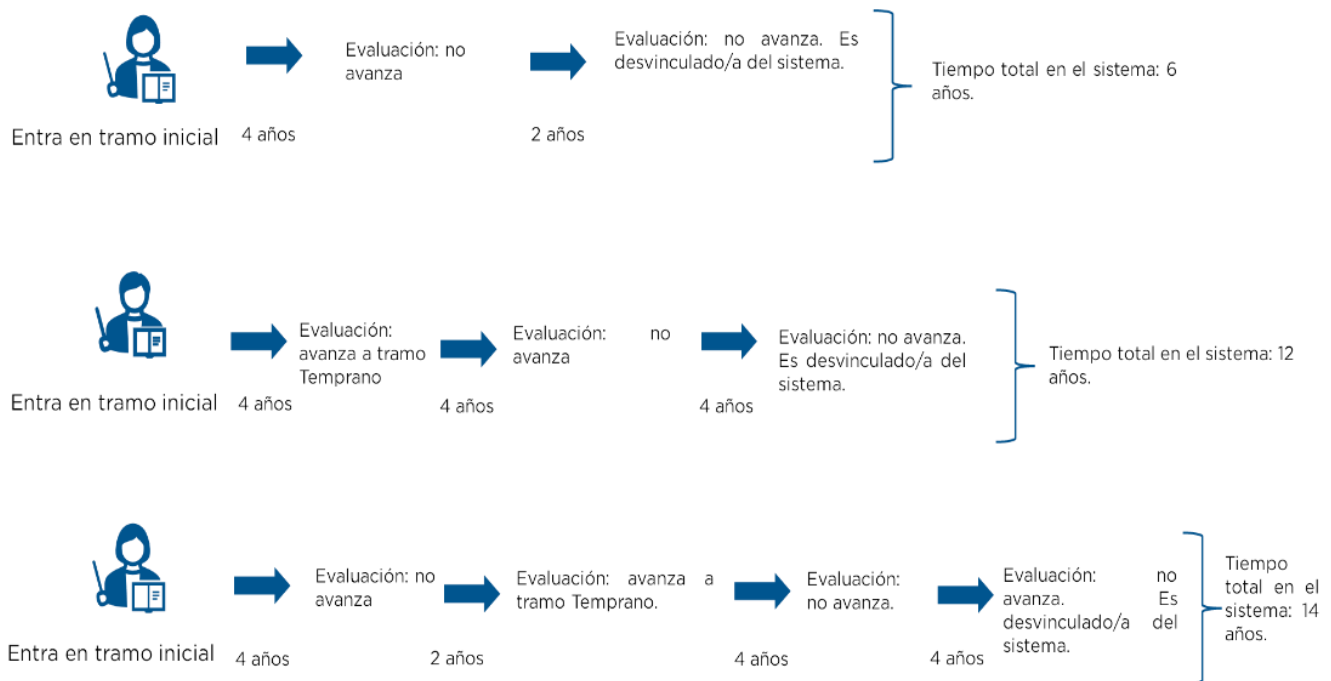 Entra en tramo inicial
4 años
Evaluación: no
avanza
2 años
Evaluación: no avanza. Es
desvinculado/a del sistema.
Tiempo total en el sistema: 6
años.
Entra en tramo inicial
4 años
Evaluación:
avanza a tramo
Temprano
4 años
Evaluación: no
avanza
4 años
Evaluación: no avanza.
Es desvinculado/a del
sistema.
Tiempo total en el sistema: 12
años.
Entra en tramo inicial
4 años
Evaluación: no
avanza
2 años
Evaluación: avanza a
tramo Temprano.
4 años
Evaluación:
no avanza.
4 años
Evaluación: no
avanza. Es
desvinculado/a del
sistema.
Tiempo
total en el
sistema: 14
años.